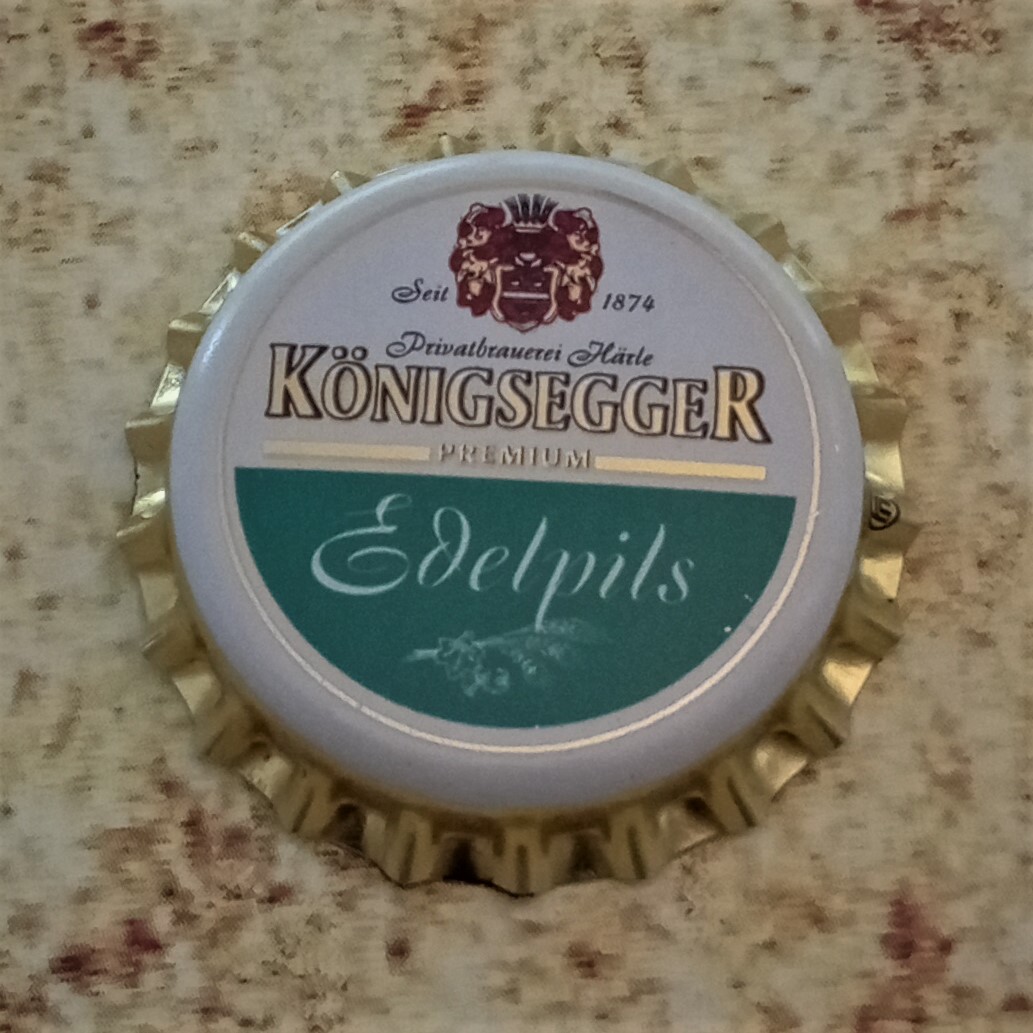 Seit 1874
Privatbrauerei Härle
KÖNIGSEGGER
PREMIUM
Edelpils